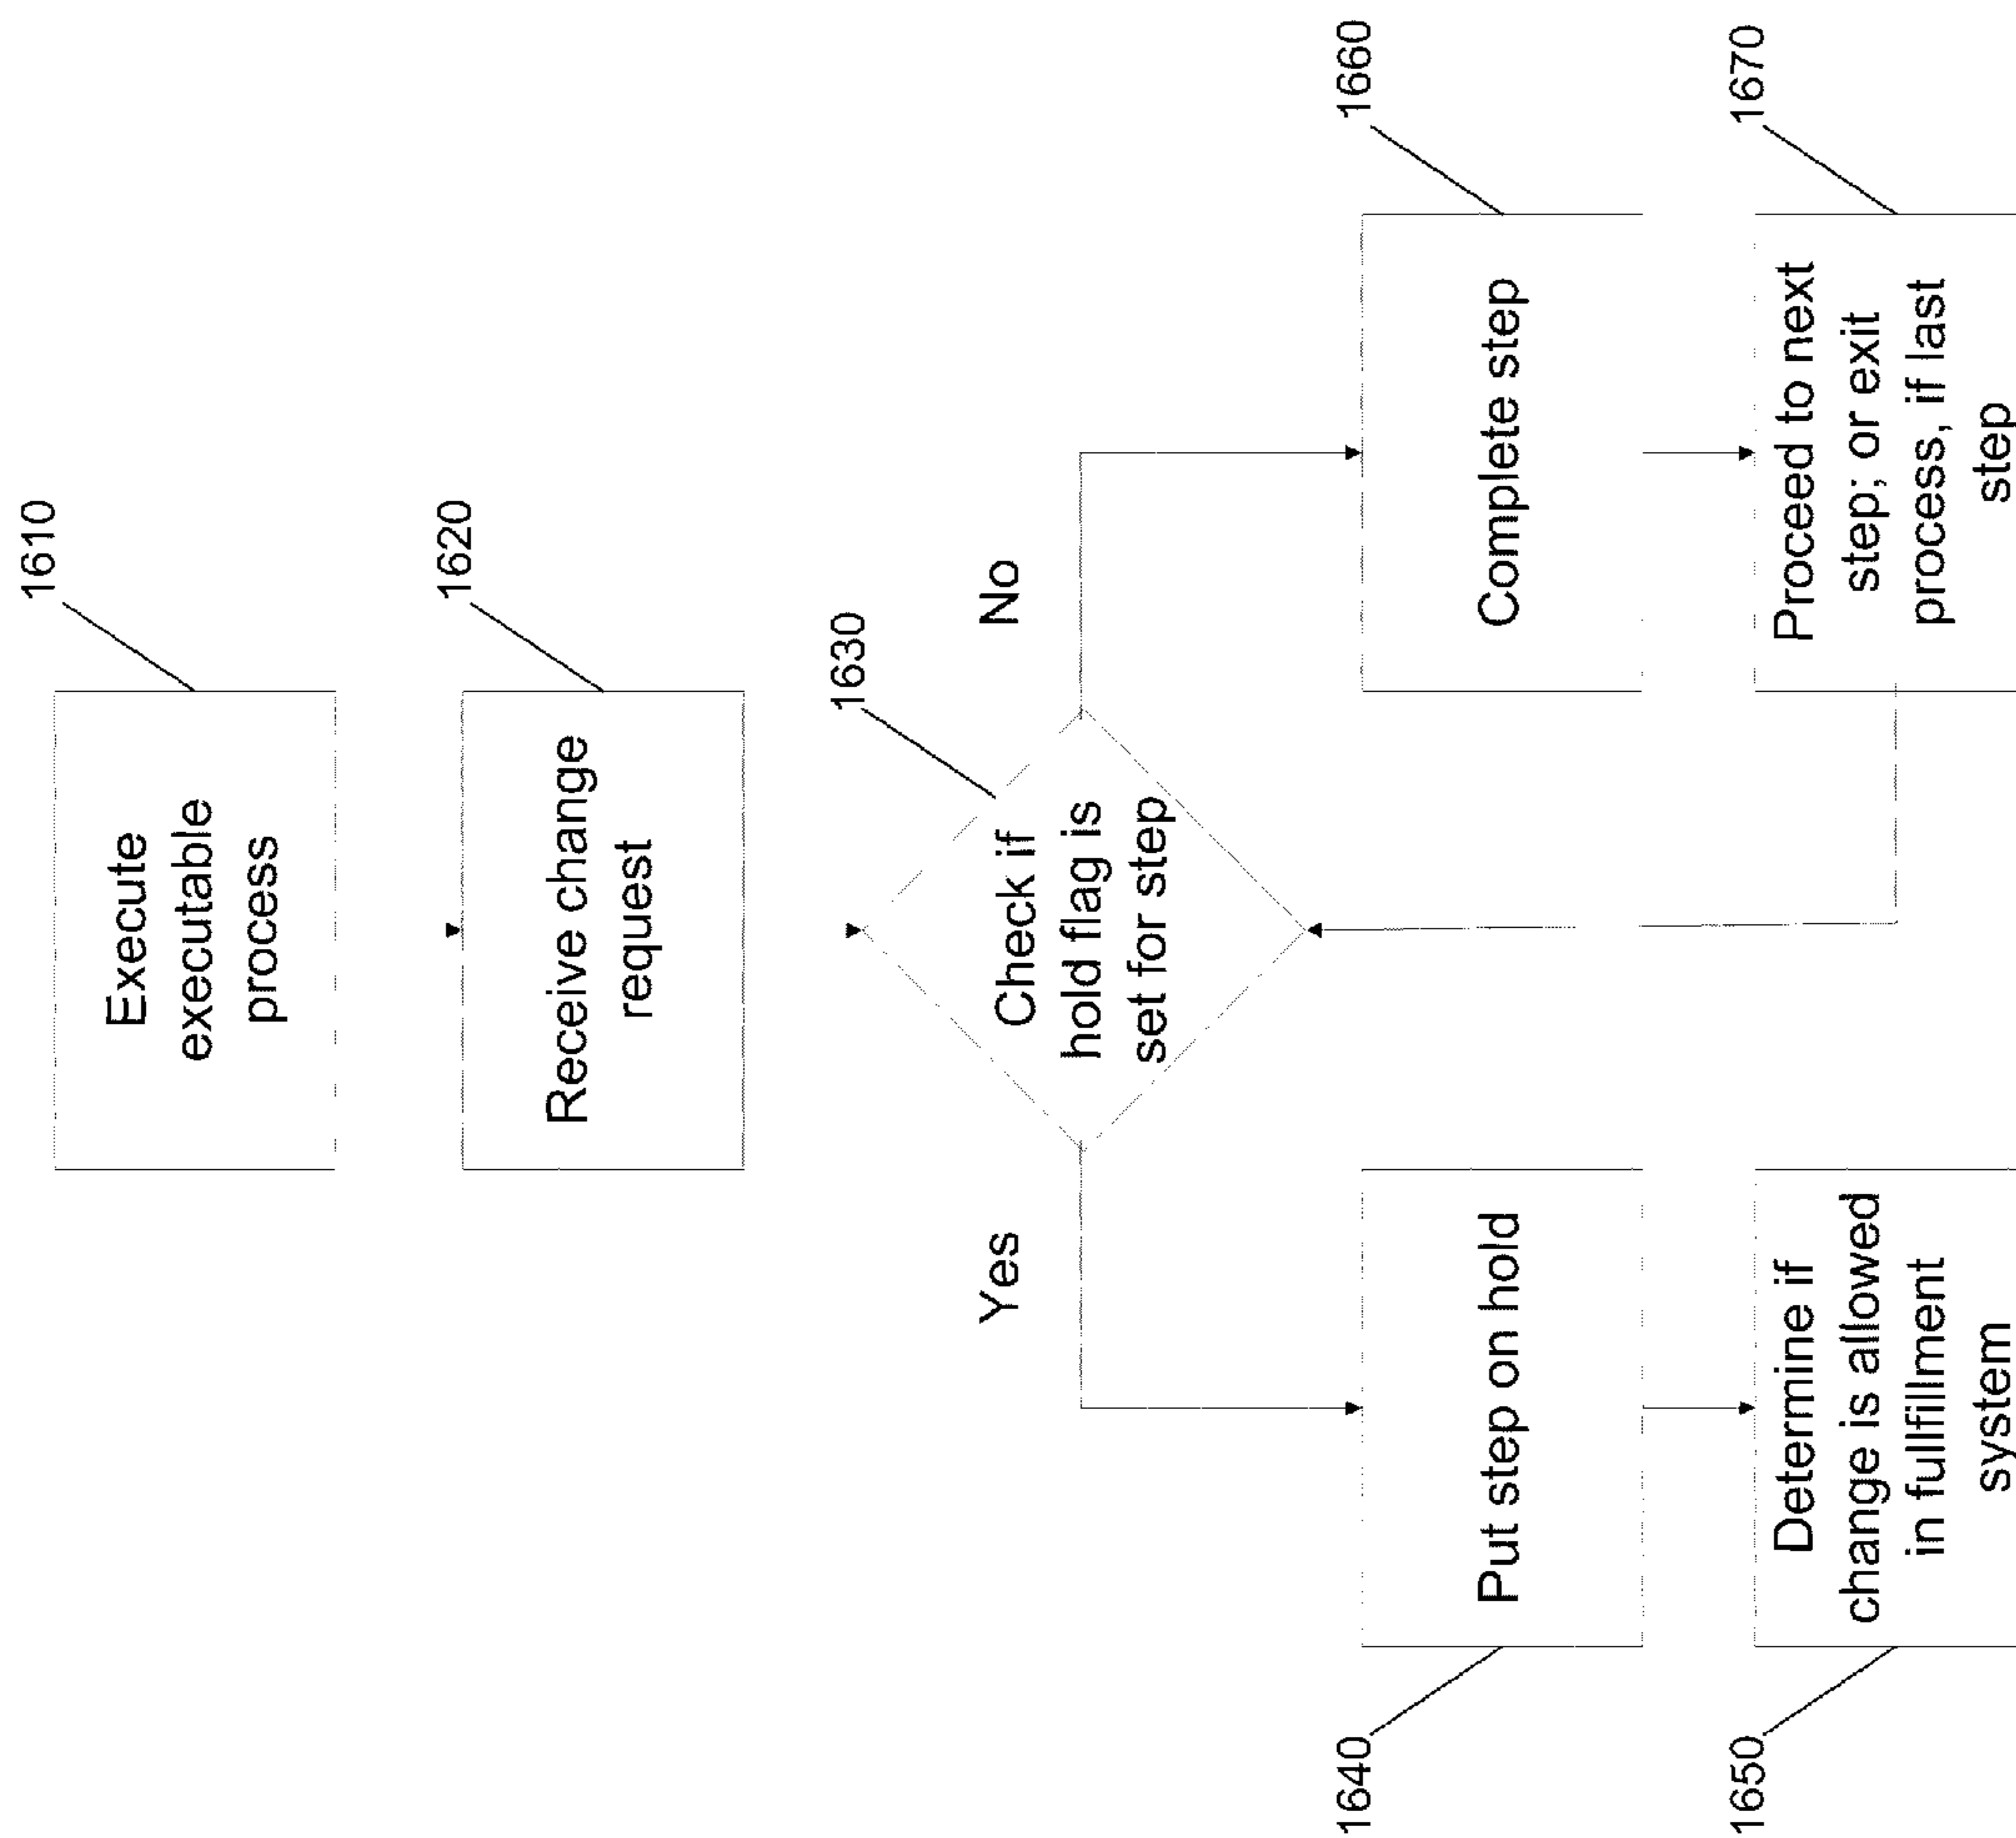 1610
Execute
executable
process
1620
Receive change
request
1630
Check if
hold flag is
set for step
Yes
No
1640
Put step on hold
1660
Complete step
1650
Determine if
change is allowed
in fullfillment
system
1670
Proceed to next
step; or exit
process, if last
step